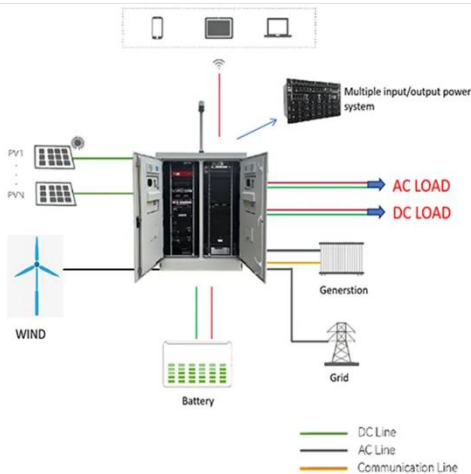 Multiple input/output power
system
PV1
PVN
AC LOAD
DC LOAD
WIND
Generstion
Grid
Battery
DC Line
AC Line
Communication Line